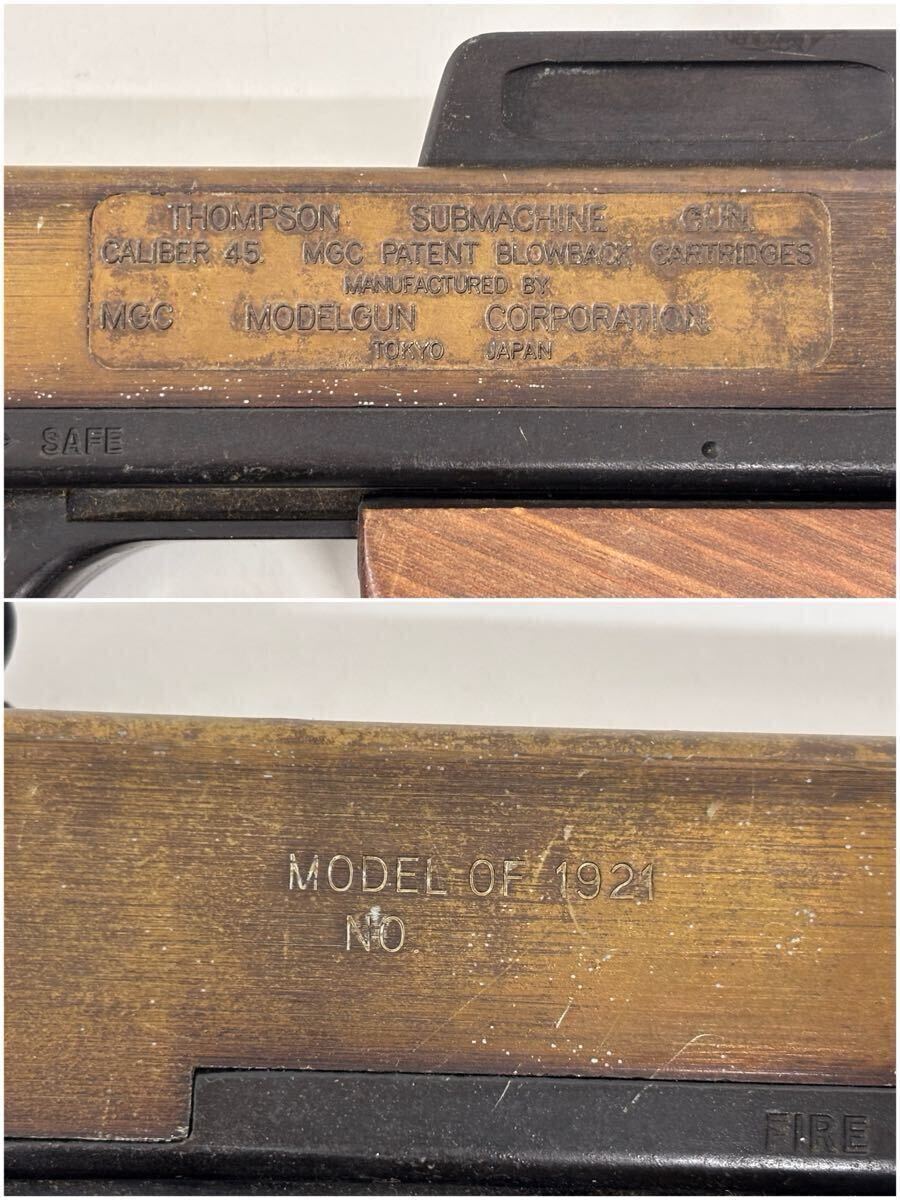 THOMPSON SUBMACHINE GUN.
CALIBER 45. MGC PATENT BLOWBACK CARTRIDGES
MANUFACTURED BY
MGC MODELGUN CORPORATION
TOKYO JAPAN
SAFE
MODEL OF 1921
NO.
FIRE